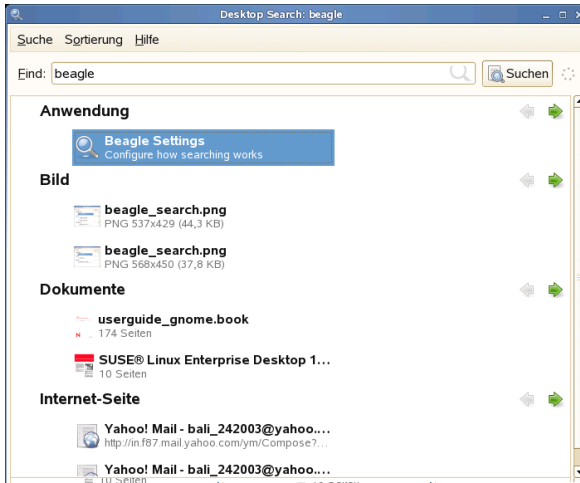 Desktop Search: beagle
Suche Sortierung Hilfe
Find: beagle Suchen
Anwendung
Beagle Settings
Configure how searching works
Bild
beagle_search.png
PNG 537x429 (44,3 KB)
beagle_search.png
PNG 568x450 (37,8 KB)
Dokumente
userguide_gnome.book
174 Seiten
SUSE® Linux Enterprise Desktop 1...
10 Seiten
Internet-Seite
Yahoo! Mail - bali_242003@yahoo....
http://in.f87.mail.yahoo.com/ym/Compose?...
Yahoo! Mail - bali_242003@yahoo....
10 Seiten